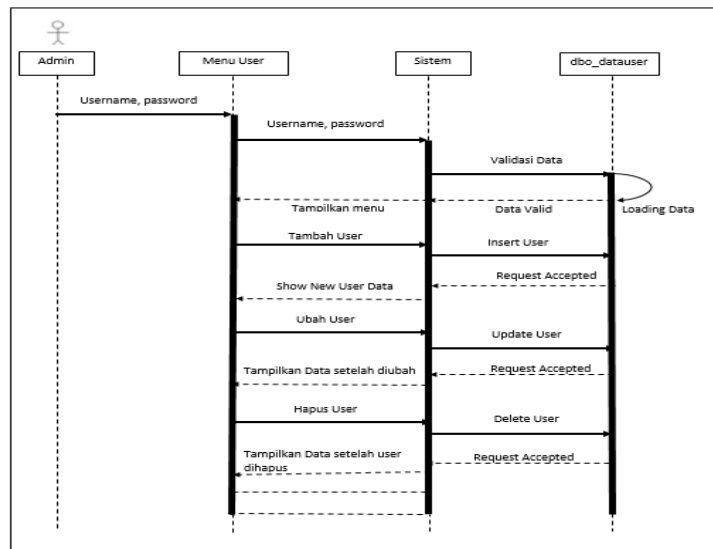 Admin
Menu User
Sistem
dbo_datauser
Username, password
Username, password
Validasi Data
Tampilkan menu
Data Valid
Loading Data
Tambah User
Insert User
Request Accepted
Show New User Data
Ubah User
Update User
Tampilkan Data setelah diubah
Request Accepted
Hapus User
Delete User
Tampilkan Data setelah user
dihapus
Request Accepted